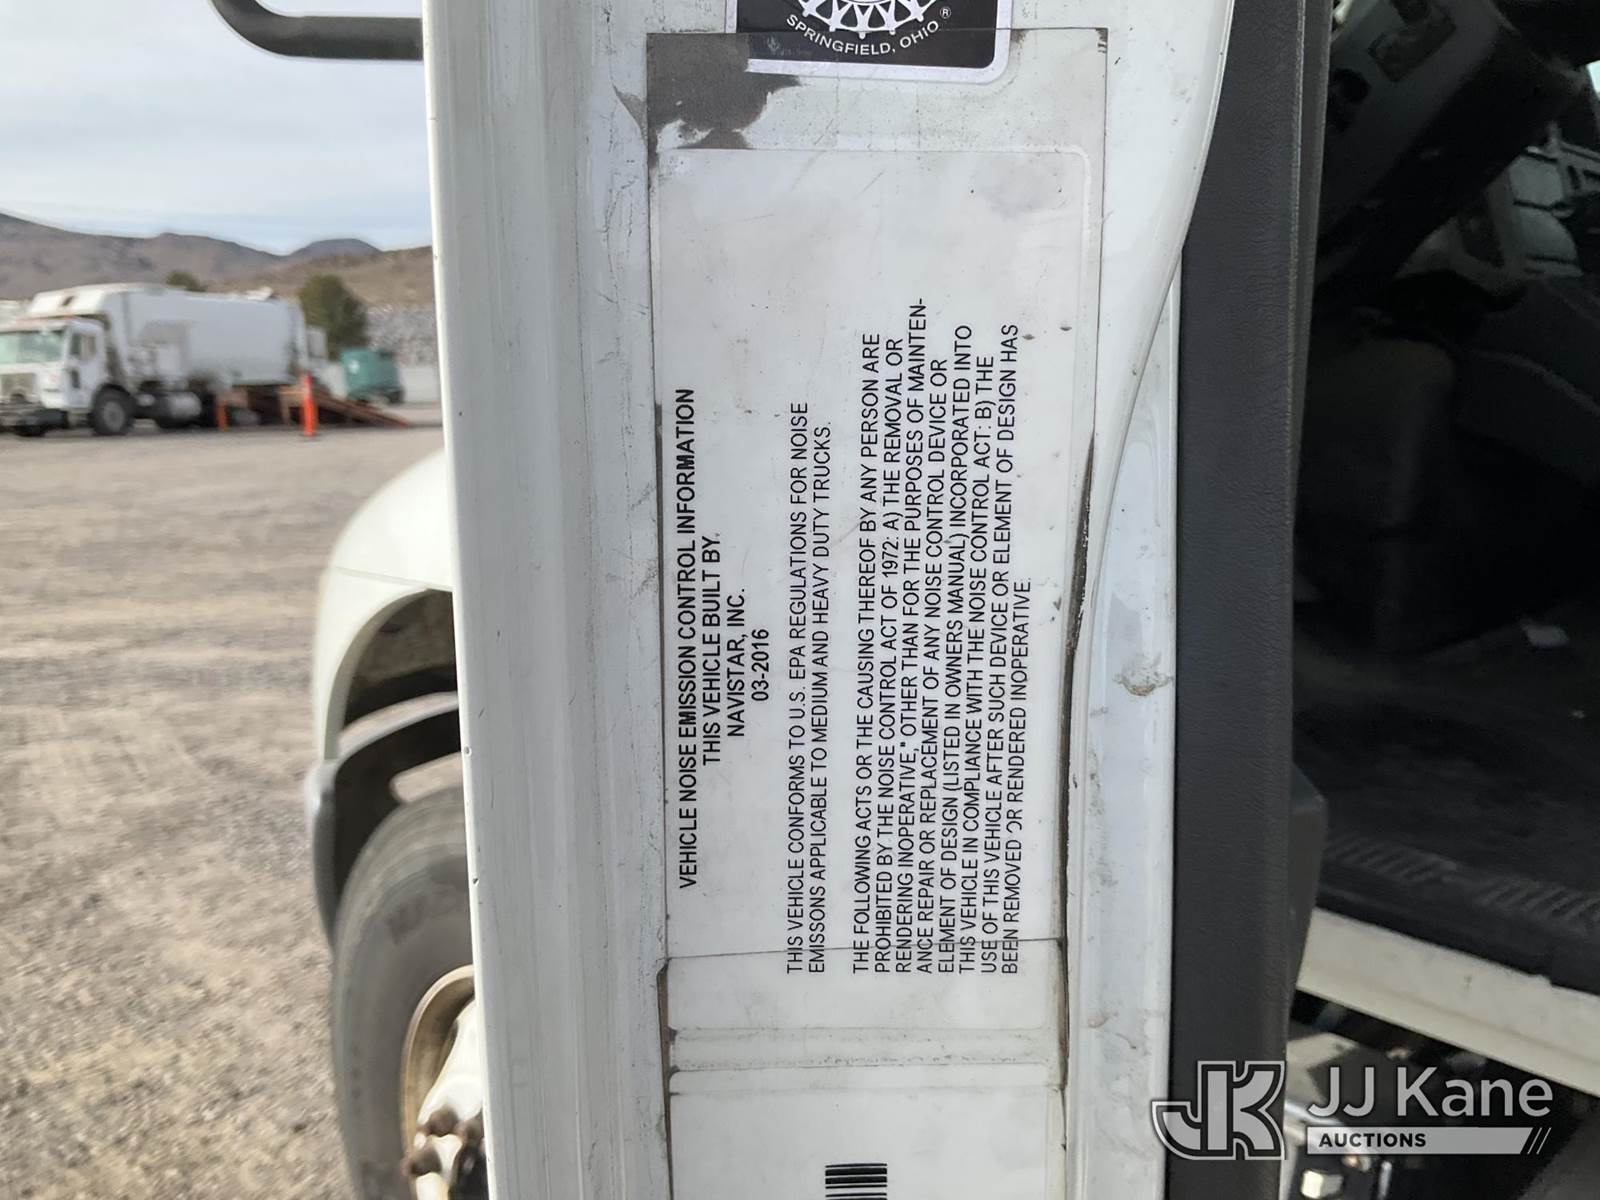 SPRINGFIELD, OHIO ®
VEHICLE NOISE EMISSION CONTROL INFORMATION
THIS VEHICLE BUILT BY
NAVISTAR, INC.
03-2016
THIS VEHICLE CONFORMS TO U.S. EPA REGULATIONS FOR NOISE
EMISSONS APPLICABLE TO MEDIUM AND HEAVY DUTY TRUCKS.
THE FOLLOWING ACTS OR THE CAUSING THEREOF BY ANY PERSON ARE
PROHIBITED BY THE NOISE CONTROL ACT OF 1972: A) THE REMOVAL OR
RENDERING INOPERATIVE," OTHER THAN FOR THE PURPOSES OF MAINTEN-
ANCE REPAIR OR REPLACEMENT OF ANY NOISE CONTROL DEVICE OR
ELEMENT OF DESIGN (LISTED IN OWNERS MANUAL) INCORPORATED INTO
THIS VEHICLE IN COMPLIANCE WITH THE NOISE CONTROL ACT: B) THE
USE OF THIS VEHICLE AFTER SUCH DEVICE OR ELEMENT OF DESIGN HAS
BEEN REMOVED OR RENDERED INOPERATIVE.
JK JJ Kane
AUCTIONS